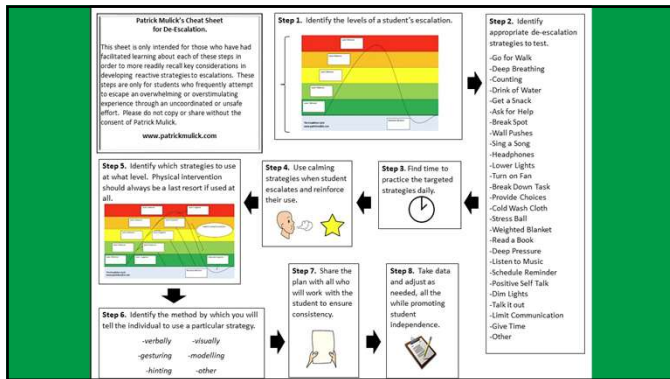 Patrick Mulick's Cheat Sheet
for De-Escalation.
This sheet is only intended for those who have had
facilitated learning about each of these steps in
order to more readily recall key considerations in
developing reactive strategies to escalations. These
steps are only for students who frequently attempt
to escape an overwhelming or overstimulating
experience through an uncoordinated or unsafe
effort. Please do not copy or share without the
consent of Patrick Mulick.
www.patrickmulick.com
Step 1. Identify the levels of a student's escalation.
Step 2. Identify
appropriate de-escalation
strategies to test.
-Go for Walk
-Deep Breathing
-Counting
-Drink of Water
-Get a Snack
-Ask for Help
-Break Spot
-Wall Pushes
-Sing a Song
-Headphones
-Lower Lights
-Turn on Fan
-Break Down Task
-Provide Choices
-Cold Wash Cloth
-Stress Ball
-Weighted Blanket
-Read a Book
-Deep Pressure
-Listen to Music
-Schedule Reminder
-Positive Self Talk
-Dim Lights
-Talk it out
-Limit Communication
-Give Time
-Other
Step 3. Find time to
practice the targeted
strategies daily.
Step 4. Use calming
strategies when student
escalates and reinforce
their use.
Step 5. Identify which strategies to use
at what level. Physical intervention
should always be a last resort if used at
all.
Step 6. Identify the method by which you will
tell the individual to use a particular strategy.
-verbally -visually
-gesturing -modelling
-hinting -other
Step 7. Share the
plan with all who
will work with the
student to ensure
consistency.
Step 8. Take data
and adjust as
needed, all the
while promoting
student
independence.